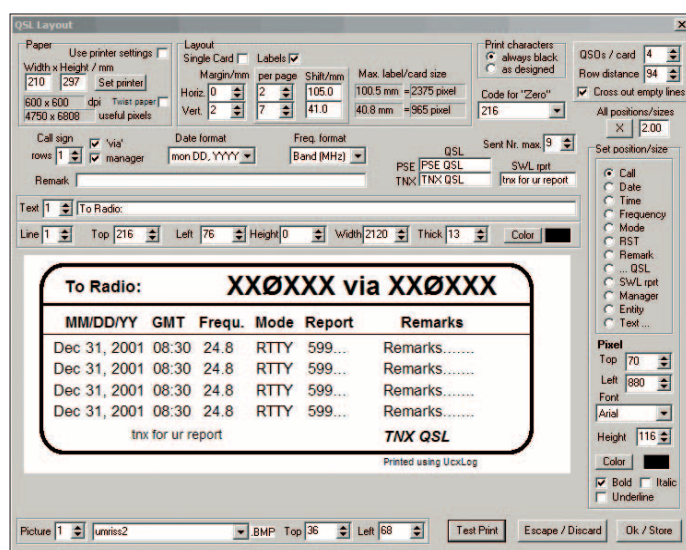 QSL Layout
Paper
Use printer settings
Width x Height / mm
210 297 Set printer
600 x 600 dpi Twist paper
4750 x 6808 useful pixels
Layout
Single Card Labels
Margin/mm per page Shift/mm Max. label/card size
Horiz. 0 2 105.0 100.5 mm =2375 pixel
Vert. 2 7 41.0 40.8 mm =965 pixel
Print characters
always black
as designed
Code for "Zero"
216
QSOs / card 4
Row distance 94
Cross out empty lines
All positions/sizes
X 2.00
Call sign
rows 1 'via'
manager
Date format
mon DD, YYYY
Freq. format
Band (MHz)
Sent Nr. max. 9
QSL
PSE PSE QSL
TNX TNX QSL
SWL rprt
tnx for ur report
Remark
Text 1 To Radio:
Line 1 Top 216 Left 76 Height 0 Width 2120 Thick 13 Color
To Radio: XXØXXX via XXØXXX
MM/DD/YY GMT Frequ. Mode Report Remarks
Dec 31, 2001 08:30 24.8 RTTY 599... Remarks.......
Dec 31, 2001 08:30 24.8 RTTY 599... Remarks.......
Dec 31, 2001 08:30 24.8 RTTY 599... Remarks.......
Dec 31, 2001 08:30 24.8 RTTY 599... Remarks.......
tnx for ur report TNX QSL
Printed using UcxLog
Set position/size
Call
Date
Time
Frequency
Mode
RST
Remark
... QSL
SWL rprt
Manager
Entity
Text ...
Pixel
Top 70
Left 880
Font
Arial
Height 116
Color
Bold Italic
Underline
Picture 1 umriss2 .BMP Top 36 Left 68 Test Print Escape / Discard Ok / Store